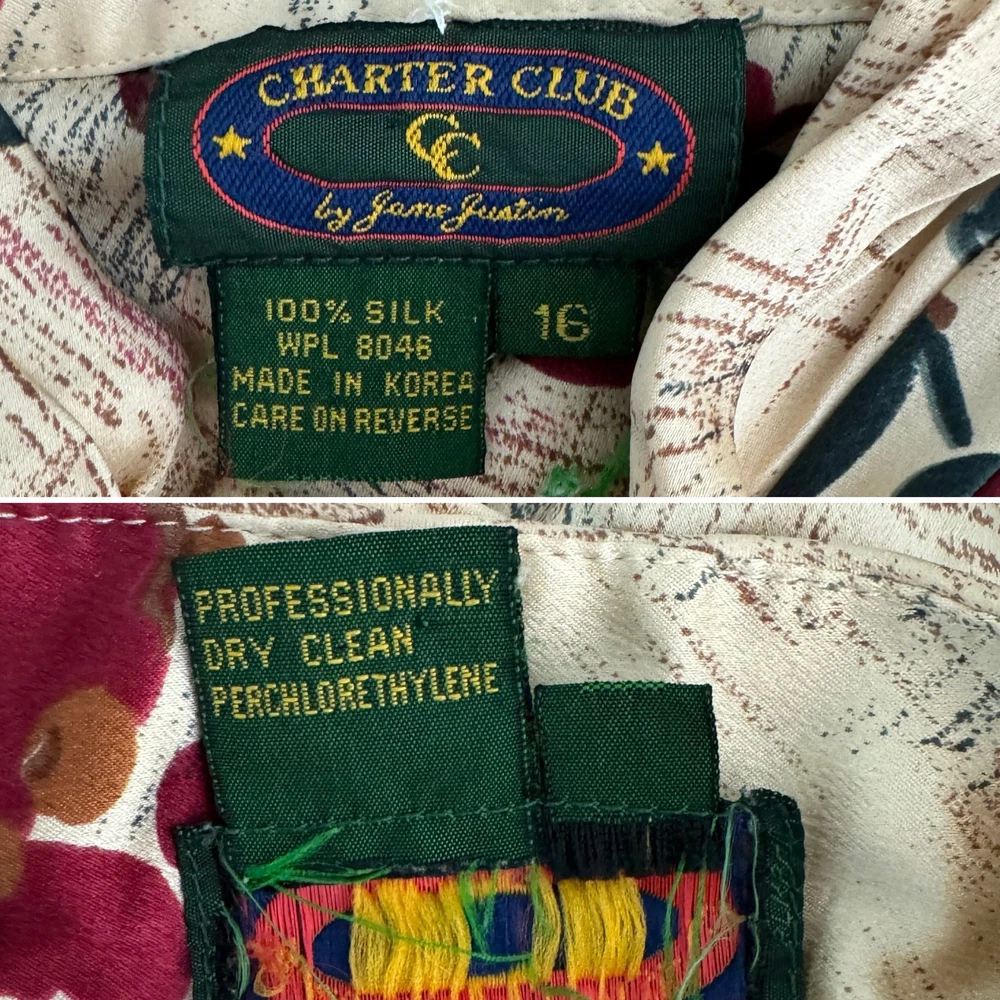 CHARTER CLUB
CC
by Jane Justin
100% SILK
WPL 8046
MADE IN KOREA
CARE ON REVERSE
16
PROFESSIONALLY
DRY CLEAN
PERCHLORETHYLENE